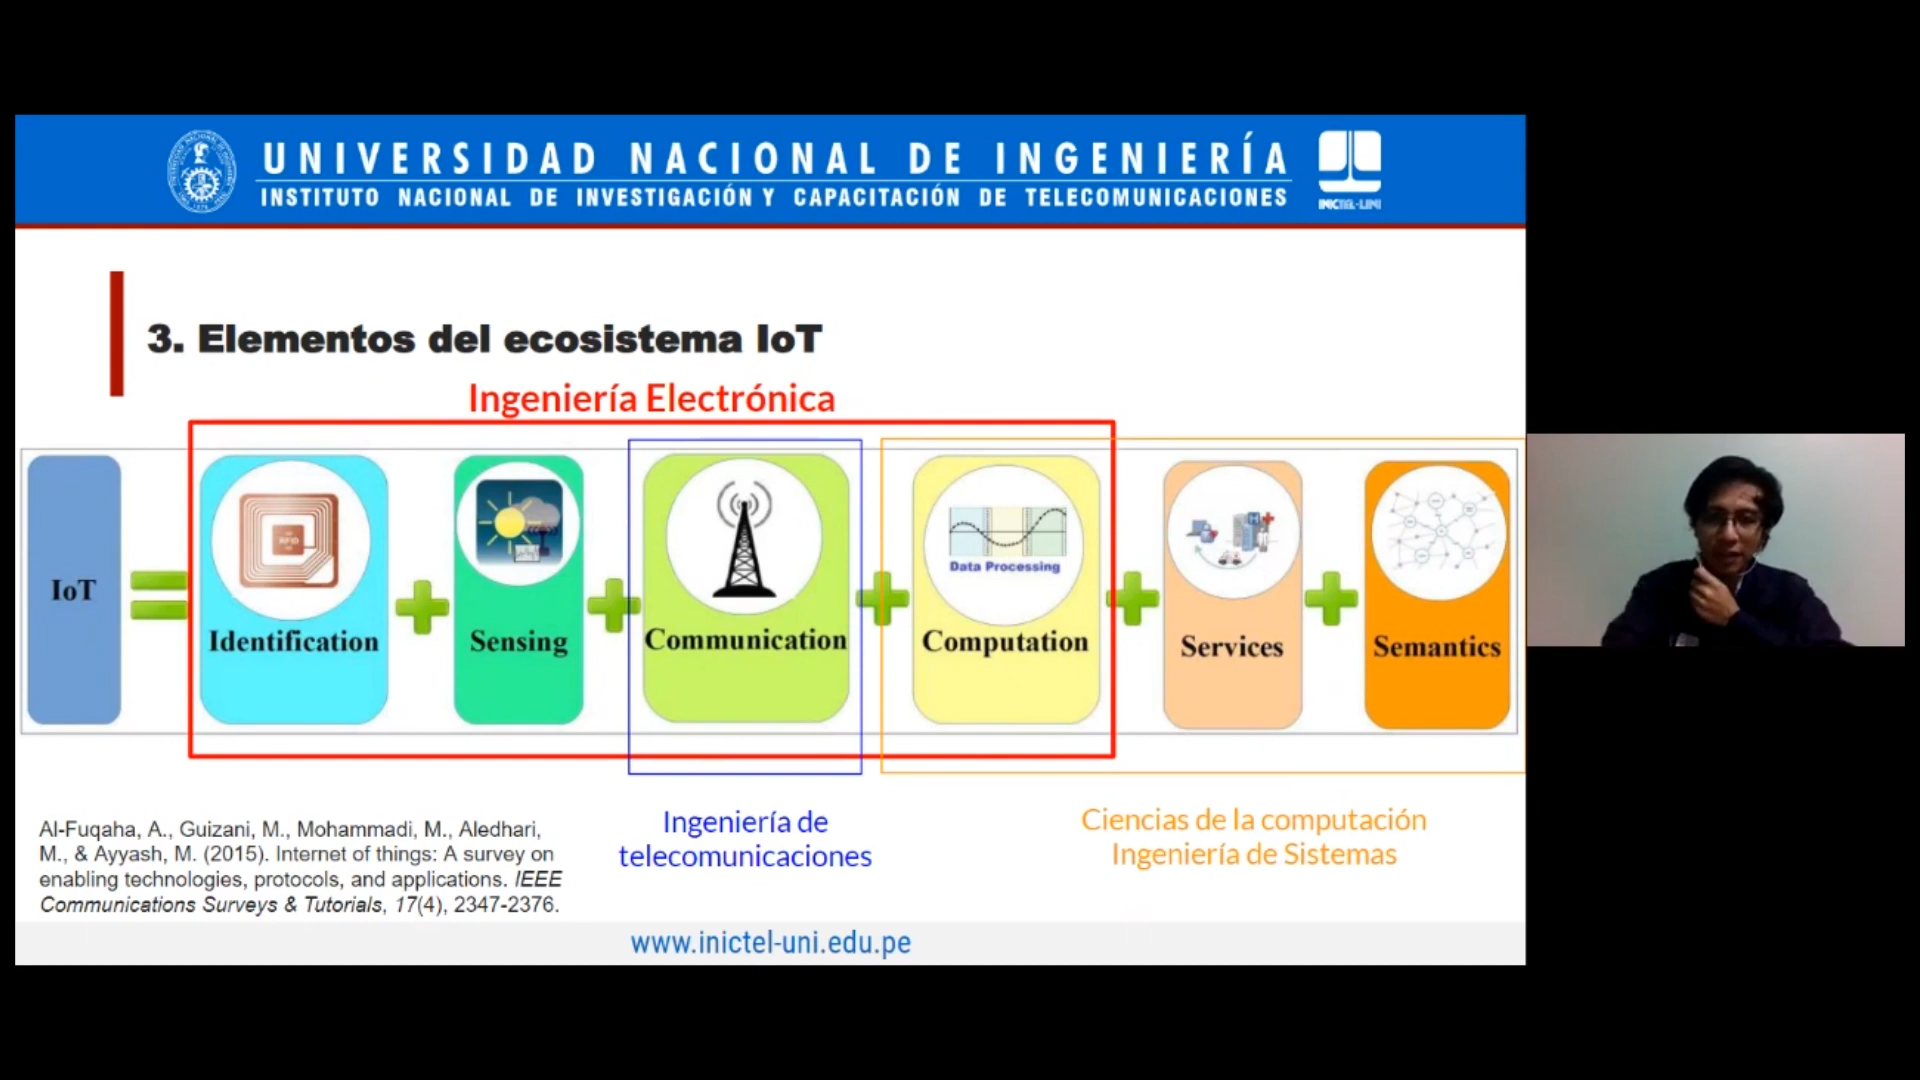 UNIVERSIDAD NACIONAL DE INGENIERÍA
INSTITUTO NACIONAL DE INVESTIGACIÓN Y CAPACITACIÓN DE TELECOMUNICACIONES
INICTEL-UNI
3. Elementos del ecosistema IoT
Ingeniería Electrónica
IoT
RFID
Data Processing
Identification
Sensing
Communication
Computation
Services
Semantics
Ingeniería de
telecomunicaciones
Ciencias de la computación
Ingeniería de Sistemas
Al-Fuqaha, A., Guizani, M., Mohammadi, M., Aledhari,
M., & Ayyash, M. (2015). Internet of things: A survey on
enabling technologies, protocols, and applications. IEEE
Communications Surveys & Tutorials, 17(4), 2347-2376.
www.inictel-uni.edu.pe